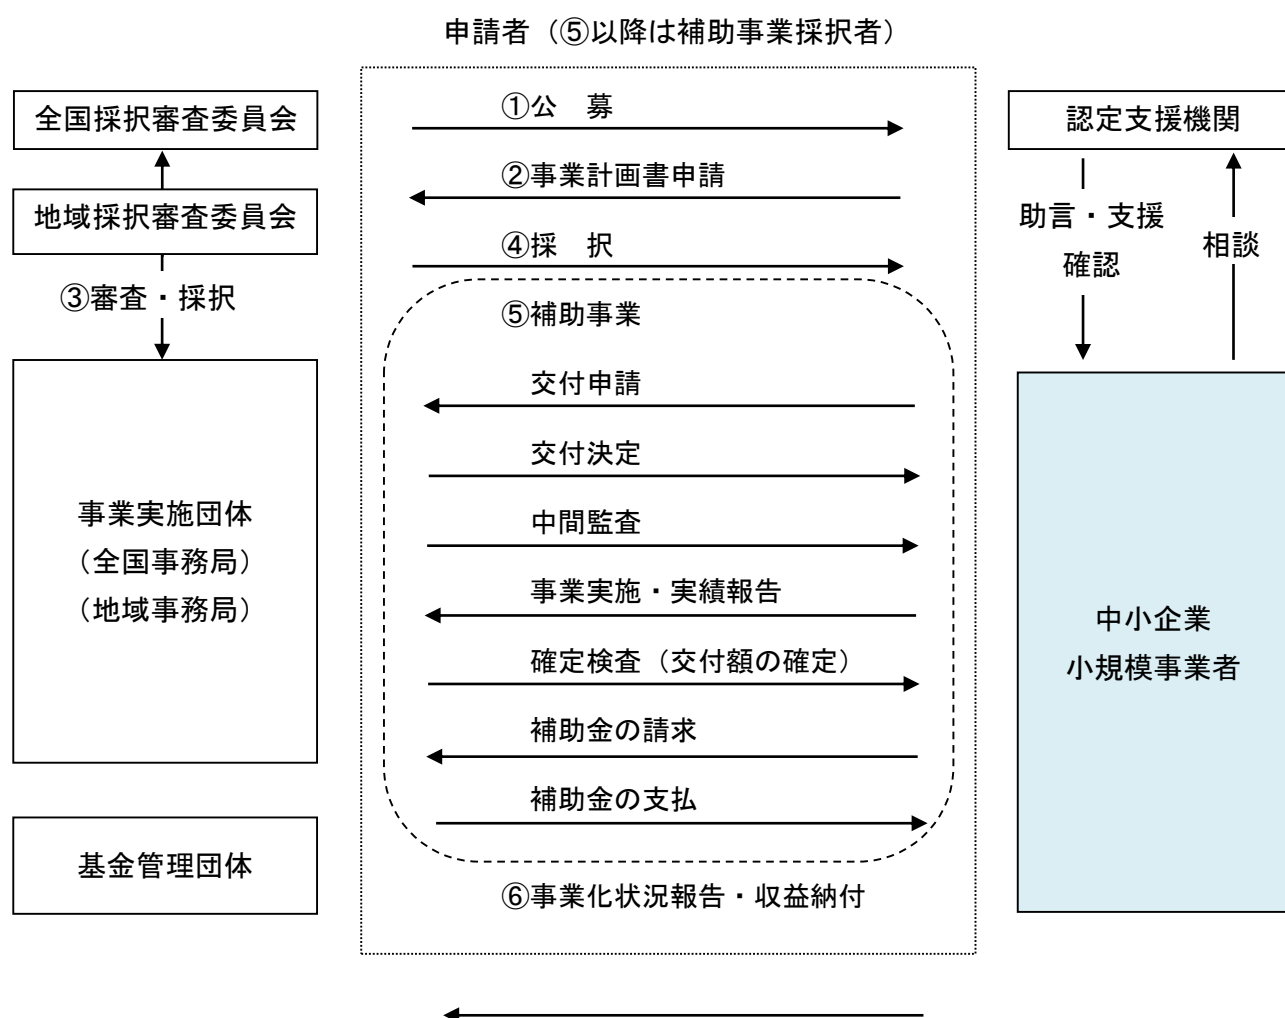 申請者（⑤以降は補助事業採択者）
全国採択審査委員会
地域採択審査委員会
③審査・採択
事業実施団体
（全国事務局）
（地域事務局）
基金管理団体
①公　募
②事業計画書申請
④採　択
⑤補助事業
交付申請
交付決定
中間監査
事業実施・実績報告
確定検査（交付額の確定）
補助金の請求
補助金の支払
⑥事業化状況報告・収益納付
認定支援機関
助言・支援
確認
相談
中小企業
小規模事業者